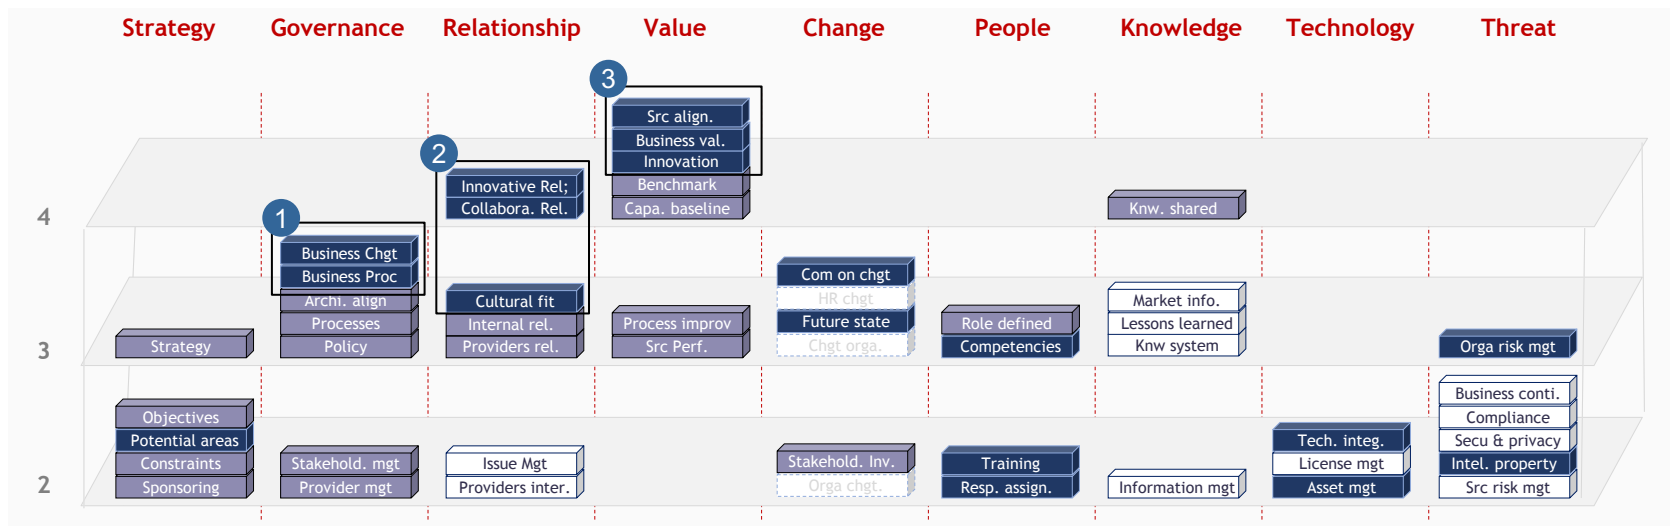 Strategy
Governance
Relationship
Value
Change
People
Knowledge
Technology
Threat
3
Src align.
Business val.
Innovation
Benchmark
Capa. baseline
2
Innovative Rel;
Collabora. Rel.
Knw. shared
4
1
Business Chgt
Business Proc
Archi. align
Processes
Policy
Cultural fit
Internal rel.
Providers rel.
Process improv
Src Perf.
Com on chgt
HR chgt
Future state
Chgt orga.
Role defined
Competencies
Market info.
Lessons learned
Knw system
Orga risk mgt
Strategy
3
Objectives
Potential areas
Constraints
Sponsoring
Stakehold. mgt
Provider mgt
Issue Mgt
Providers inter.
Stakehold. Inv.
Orga chgt.
Training
Resp. assign.
Information mgt
Tech. integ.
License mgt
Asset mgt
Business conti.
Compliance
Secu & privacy
Intel. property
Src risk mgt
2